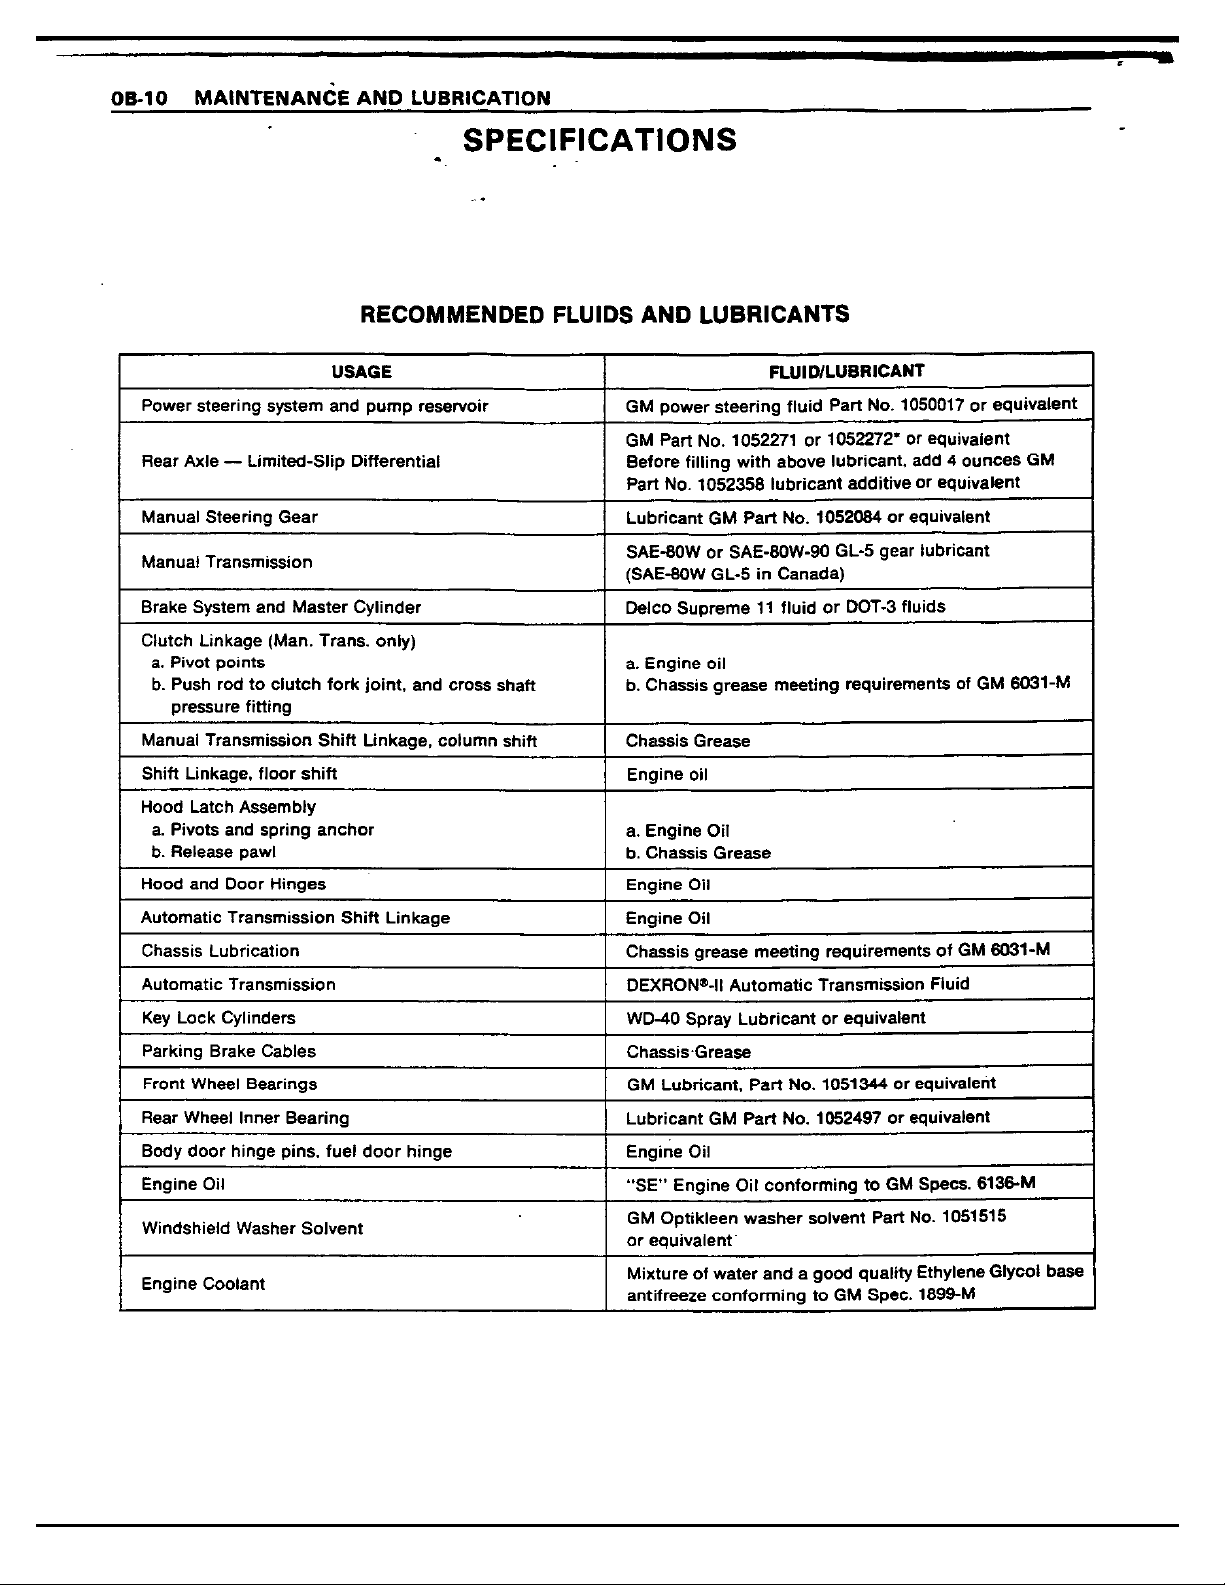 0B-10 MAINTENANCE AND LUBRICATION
SPECIFICATIONS
RECOMMENDED FLUIDS AND LUBRICANTS
USAGE
FLUID/LUBRICANT
Power steering system and pump reservoir
GM power steering fluid Part No. 1050017 or equivalent
Rear Axle — Limited-Slip Differential
GM Part No. 1052271 or 1052272* or equivalent
Before filling with above lubricant, add 4 ounces GM
Part No. 1052358 lubricant additive or equivalent
Manual Steering Gear
Lubricant GM Part No. 1052084 or equivalent
Manual Transmission
SAE-80W or SAE-80W-90 GL-5 gear lubricant
(SAE-80W GL-5 in Canada)
Brake System and Master Cylinder
Delco Supreme 11 fluid or DOT-3 fluids
Clutch Linkage (Man. Trans. only)
a. Pivot points
b. Push rod to clutch fork joint, and cross shaft
pressure fitting
a. Engine oil
b. Chassis grease meeting requirements of GM 6031-M
Manual Transmission Shift Linkage, column shift
Chassis Grease
Shift Linkage, floor shift
Engine oil
Hood Latch Assembly
a. Pivots and spring anchor
b. Release pawl
a. Engine Oil
b. Chassis Grease
Hood and Door Hinges
Engine Oil
Automatic Transmission Shift Linkage
Engine Oil
Chassis Lubrication
Chassis grease meeting requirements of GM 6031-M
Automatic Transmission
DEXRON®-II Automatic Transmission Fluid
Key Lock Cylinders
WD-40 Spray Lubricant or equivalent
Parking Brake Cables
Chassis Grease
Front Wheel Bearings
GM Lubricant, Part No. 1051344 or equivalent
Rear Wheel Inner Bearing
Lubricant GM Part No. 1052497 or equivalent
Body door hinge pins, fuel door hinge
Engine Oil
Engine Oil
"SE" Engine Oil conforming to GM Specs. 6136-M
Windshield Washer Solvent
GM Optikleen washer solvent Part No. 1051515
or equivalent
Engine Coolant
Mixture of water and a good quality Ethylene Glycol base
antifreeze conforming to GM Spec. 1899-M